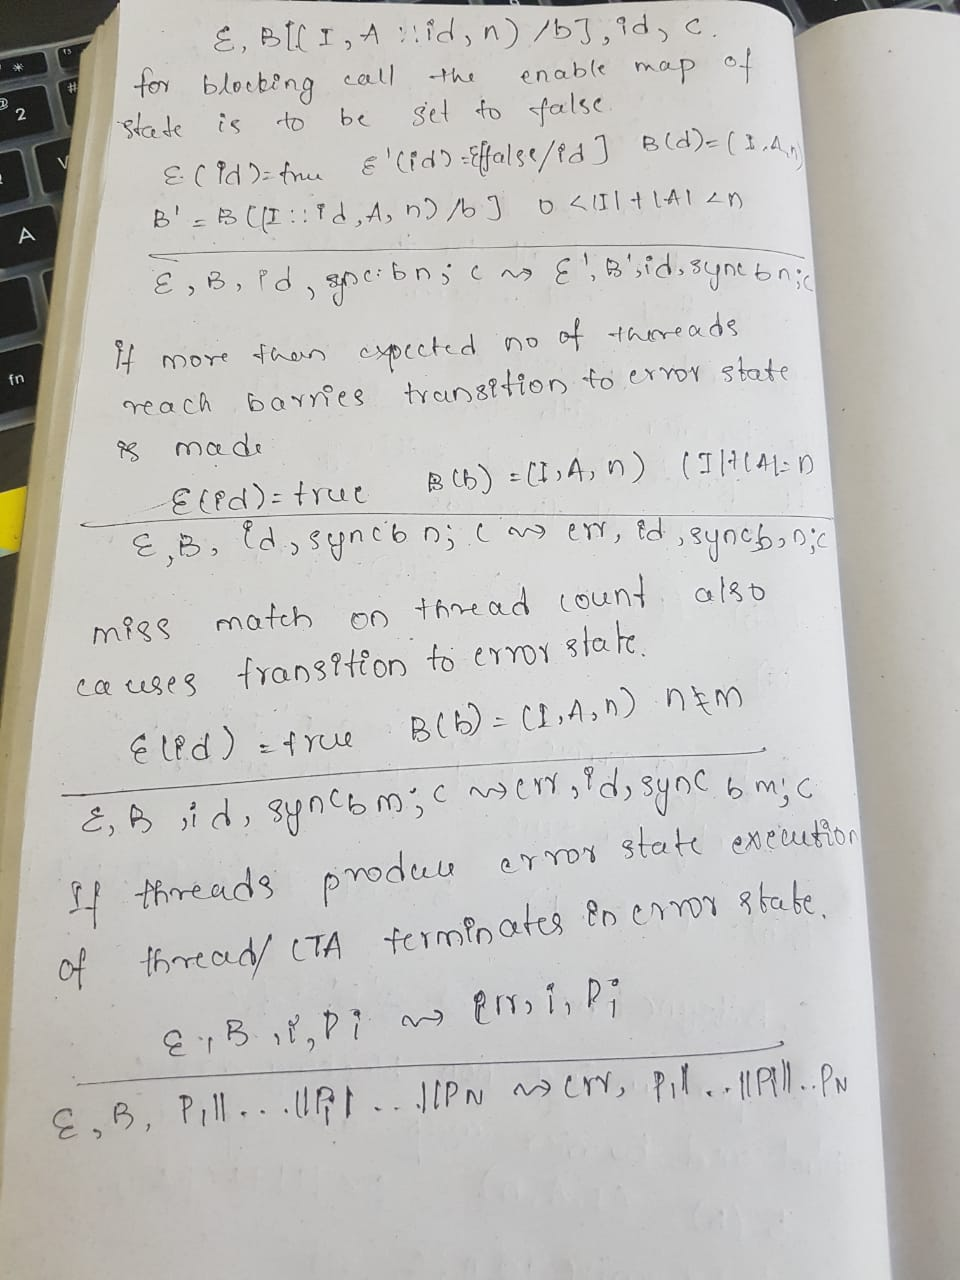 ε, B[(I, A :: id, n) /b], id, c.
for blocking call the enable map of
state is to be set to false.
ε(id)=true ε'(id)=ε[false/id] B(d)=(I,A,n)
B' = B[(I::id, A, n) /b] 0 <|I|+|A| <n
ε, B, id, sync b n; c ⇝ ε', B', id, sync b n; c
If more than expected no of threads
reach barries transition to error state
is made
ε(id)= true B(b) = (I, A, n) |I|+|A|= n
ε, B, id, sync b n; c ⇝ err, id, sync b, n; c
miss match on thread count also
causes transition to error state.
ε(id) = true B(b) = (I, A, n) n≠m
ε, B, id, sync b m; c ⇝ err, id, sync b m; c
If threads produce error state execution
of thread/ CTA terminates in error state.
ε, B, i, Pi ⇝ err, i, Pi
ε, B, P1||...||Pi|...||PN ⇝ err, P1||...||Pi||..PN
@
2
#
A
fn